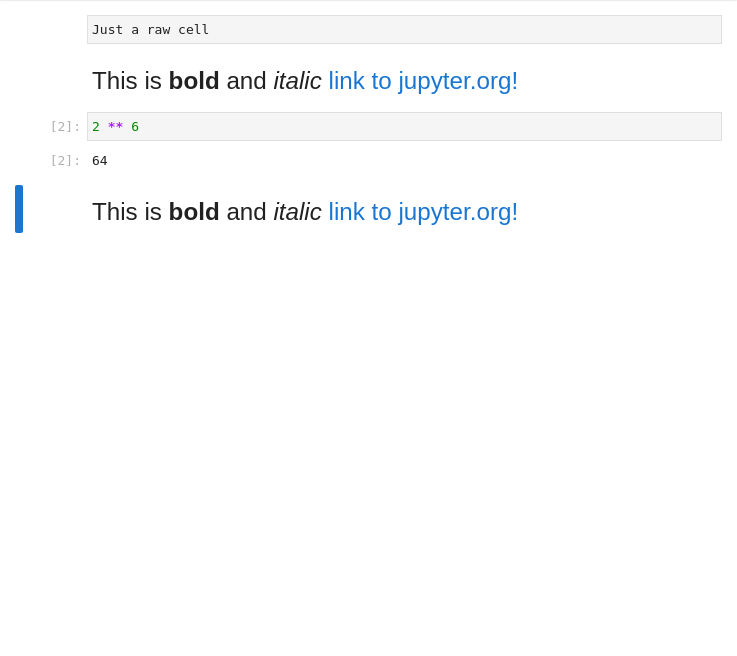 Just a raw cell
This is bold and italic link to jupyter.org!
[2]: 2 ** 6
[2]: 64
This is bold and italic link to jupyter.org!